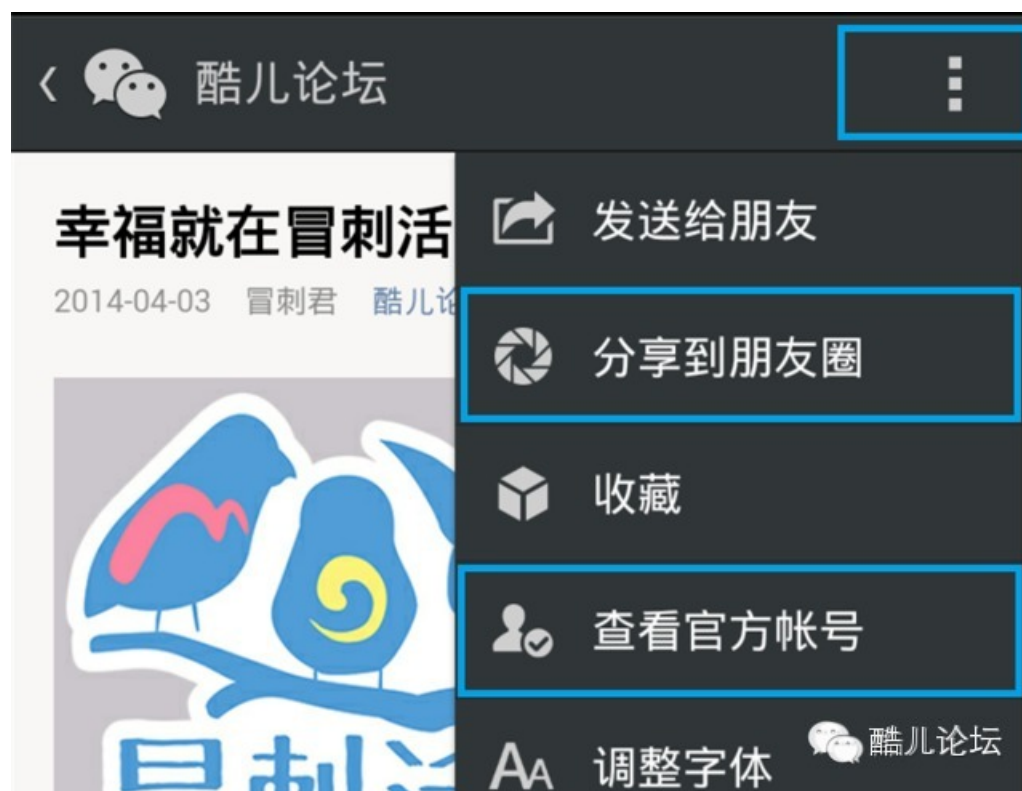 酷儿论坛
幸福就在冒刺活
2014-04-03 冒刺君 酷儿论
发送给朋友
分享到朋友圈
收藏
查看官方帐号
调整字体
冒刺
酷儿论坛